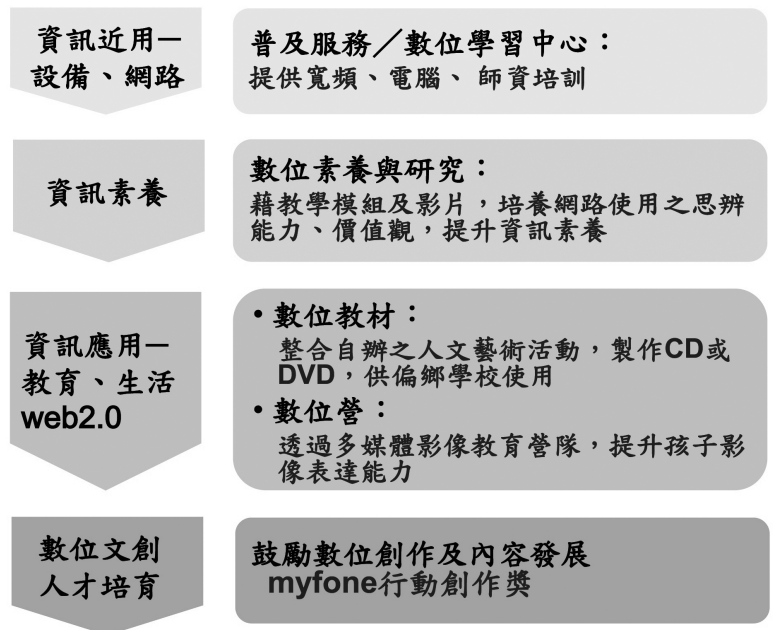 資訊近用－
設備、網路
普及服務／數位學習中心：
提供寬頻、電腦、 師資培訓
資訊素養
數位素養與研究：
藉教學模組及影片，培養網路使用之思辨
能力、價值觀，提升資訊素養
資訊應用－
教育、生活
web2.0
•數位教材：
整合自辦之人文藝術活動，製作CD或
DVD，供偏鄉學校使用
•數位營：
透過多媒體影像教育營隊，提升孩子影
像表達能力
數位文創
人才培育
鼓勵數位創作及內容發展
myfone行動創作獎